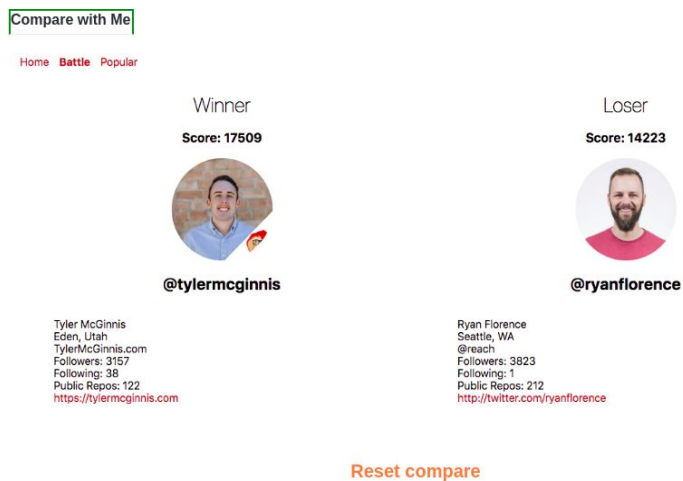 Compare with Me
Home Battle Popular
Winner
Score: 17509
@tylermcginnis
Tyler McGinnis
Eden, Utah
TylerMcGinnis.com
Followers: 3157
Following: 38
Public Repos: 122
https://tylermcginnis.com
Loser
Score: 14223
@ryanflorence
Ryan Florence
Seattle, WA
@reach
Followers: 3823
Following: 1
Public Repos: 212
http://twitter.com/ryanflorence
Reset compare